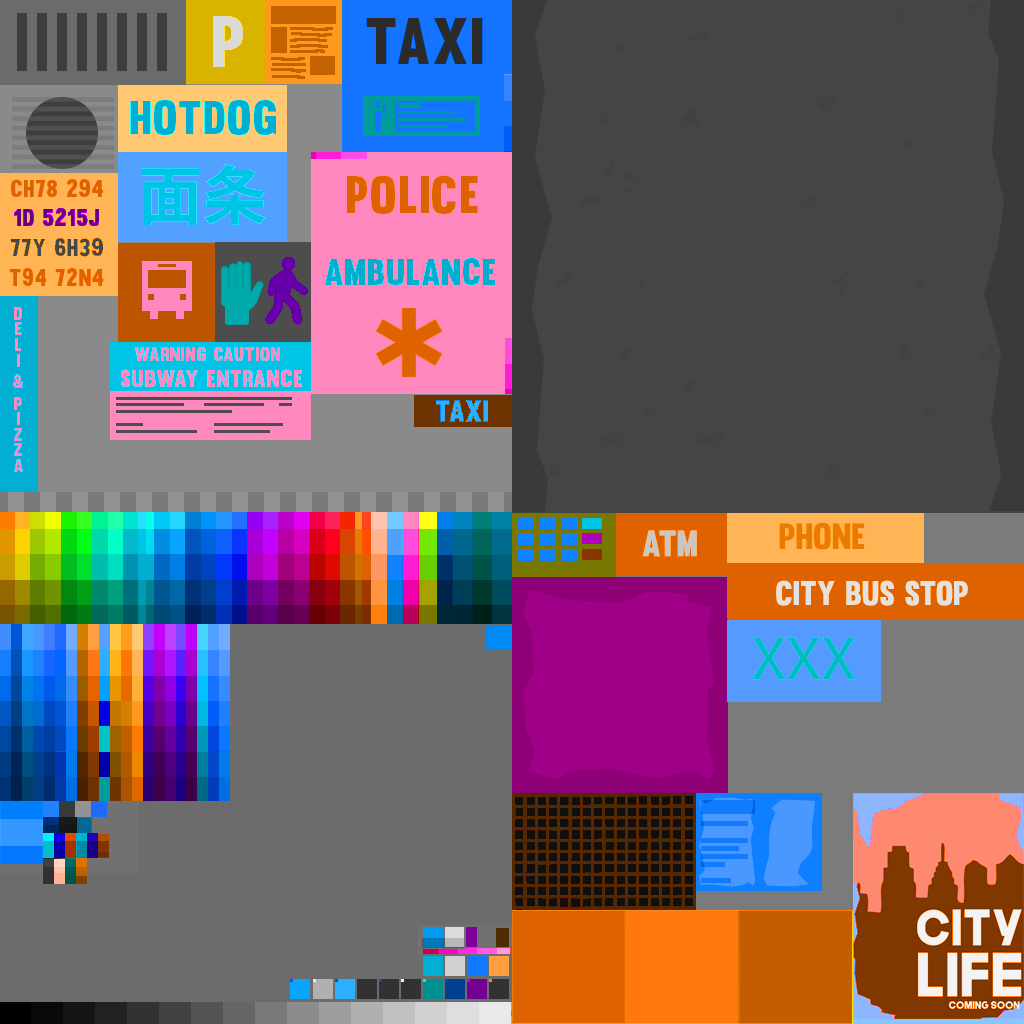 P
TAXI
HOTDOG
面条
CH78 294
1D 5215J
77Y 6H39
T94 72N4
POLICE
AMBULANCE
DELI & PIZZA
WARNING CAUTION
SUBWAY ENTRANCE
TAXI
ATM
PHONE
CITY BUS STOP
XXX
CITY
LIFE
COMING SOON